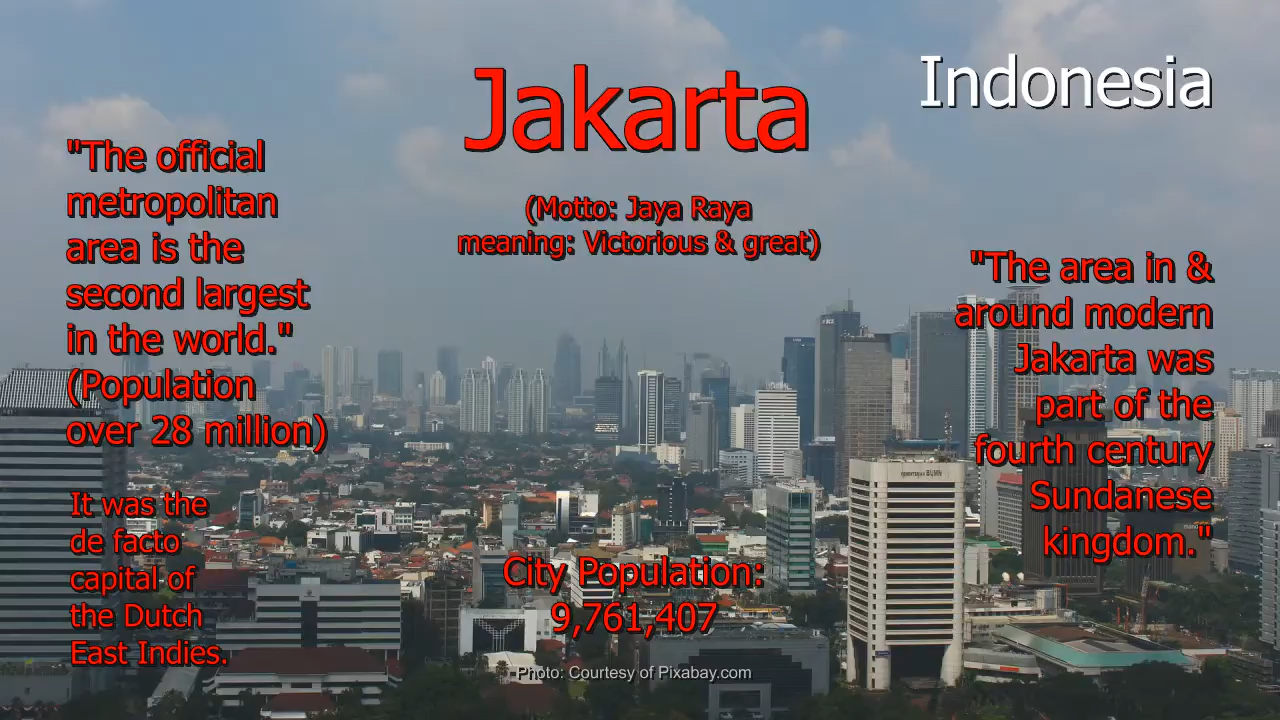 Jakarta
Indonesia
(Motto: Jaya Raya
meaning: Victorious & great)
"The official
metropolitan
area is the
second largest
in the world."
(Population
over 28 million)
It was the
de facto
capital of
the Dutch
East Indies.
"The area in &
around modern
Jakarta was
part of the
fourth century
Sundanese
kingdom."
City Population:
9,761,407
Photo: Courtesy of Pixabay.com